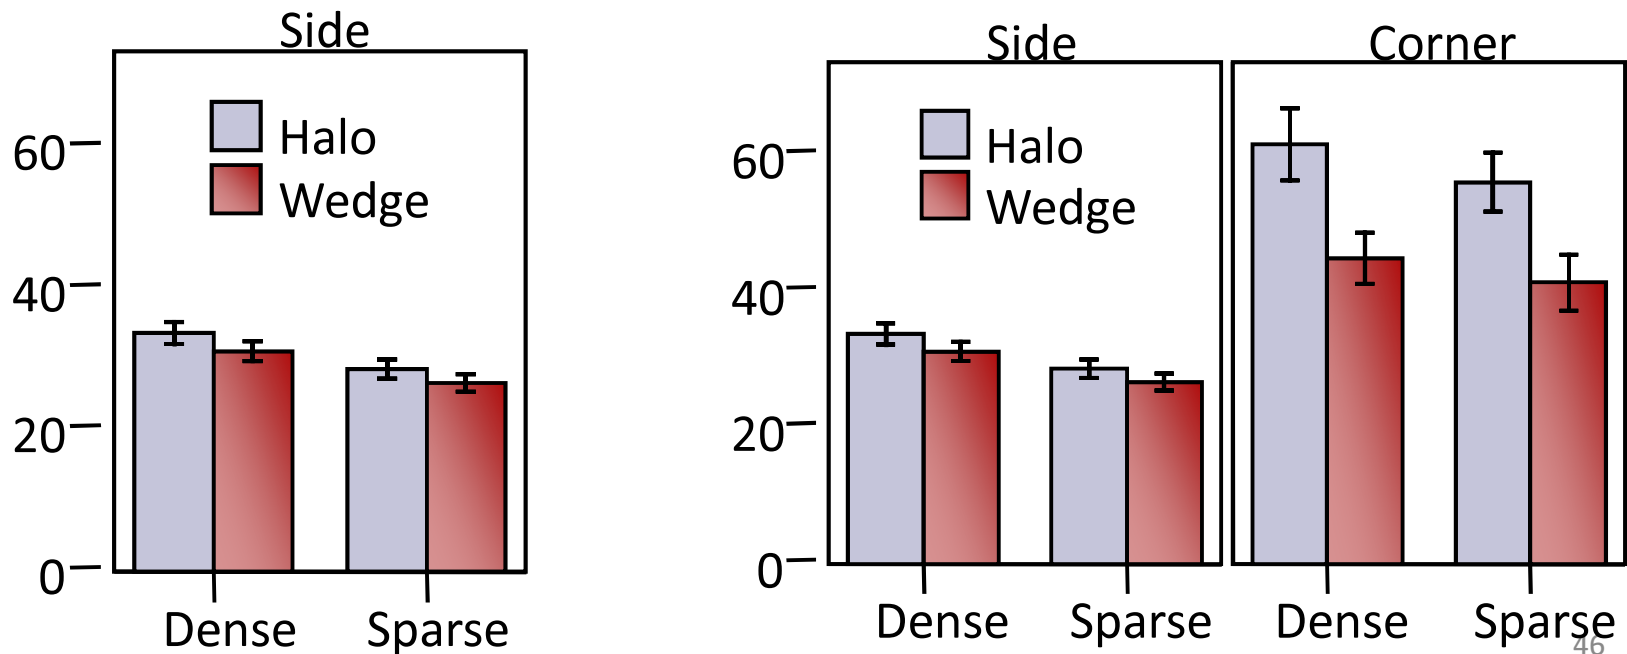 Side
Halo
Wedge
60
40
20
0
Dense Sparse
Side Corner
Halo
Wedge
60
40
20
0
Dense Sparse Dense Sparse
46